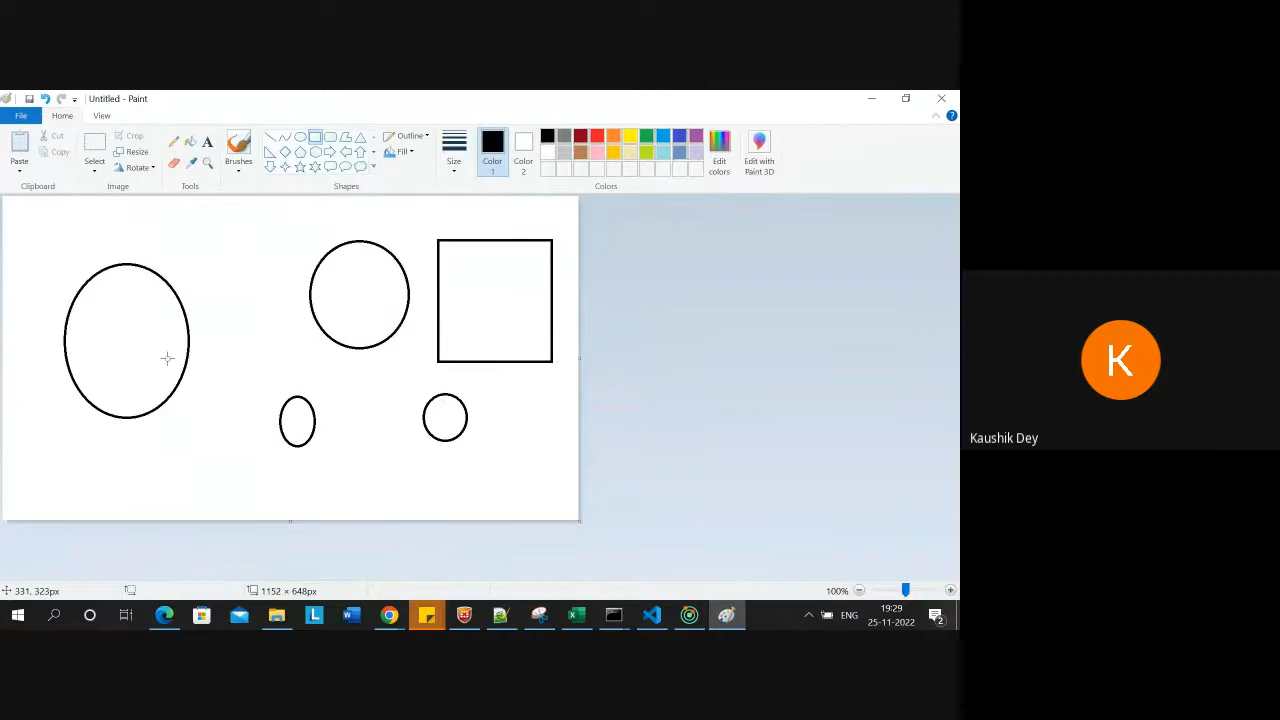 Untitled - Paint
File Home View
Paste
Cut
Copy
Clipboard
Select
Crop
Resize
Rotate
Image
A
Tools
Brushes
Shapes
Outline
Fill
Size
Color 1
Color 2
Edit colors
Edit with Paint 3D
Colors
331, 323px
1152 × 648px
100%
L
ENG
19:29
25-11-2022
2
K
Kaushik Dey